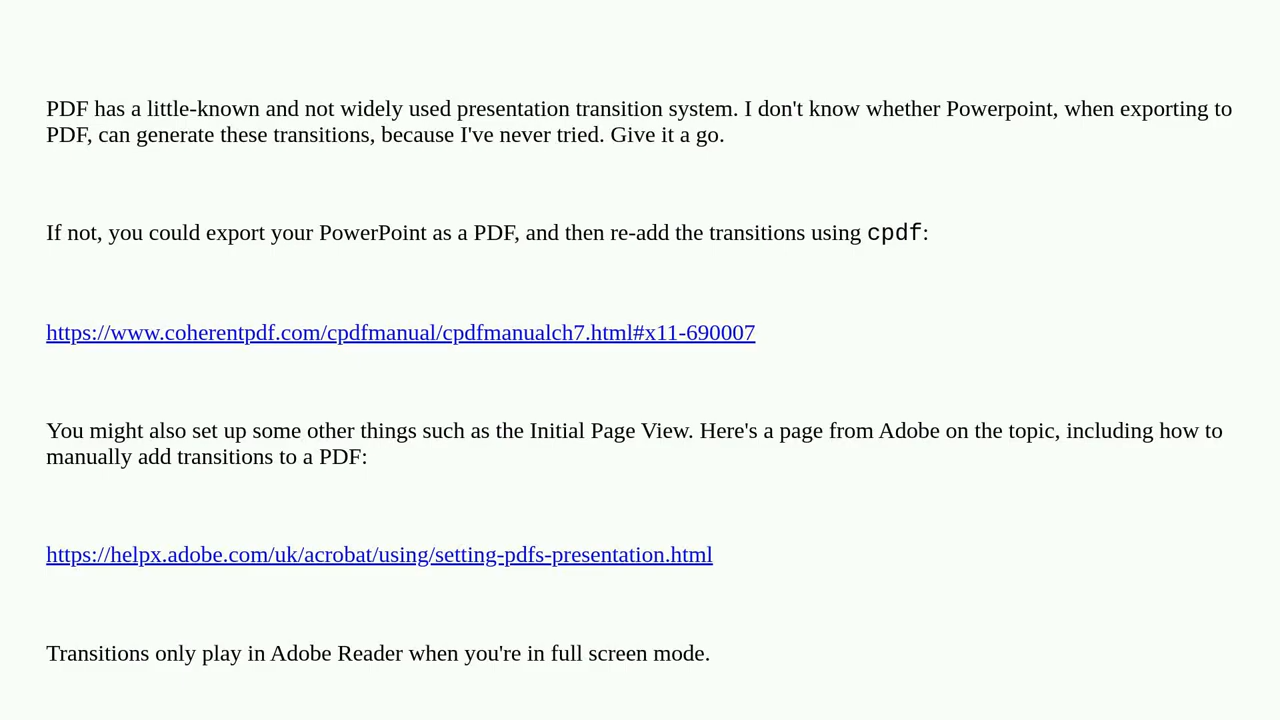 PDF has a little-known and not widely used presentation transition system. I don't know whether Powerpoint, when exporting to
PDF, can generate these transitions, because I've never tried. Give it a go.
If not, you could export your PowerPoint as a PDF, and then re-add the transitions using cpdf:
https://www.coherentpdf.com/cpdfmanual/cpdfmanualch7.html#x11-690007
You might also set up some other things such as the Initial Page View. Here's a page from Adobe on the topic, including how to
manually add transitions to a PDF:
https://helpx.adobe.com/uk/acrobat/using/setting-pdfs-presentation.html
Transitions only play in Adobe Reader when you're in full screen mode.